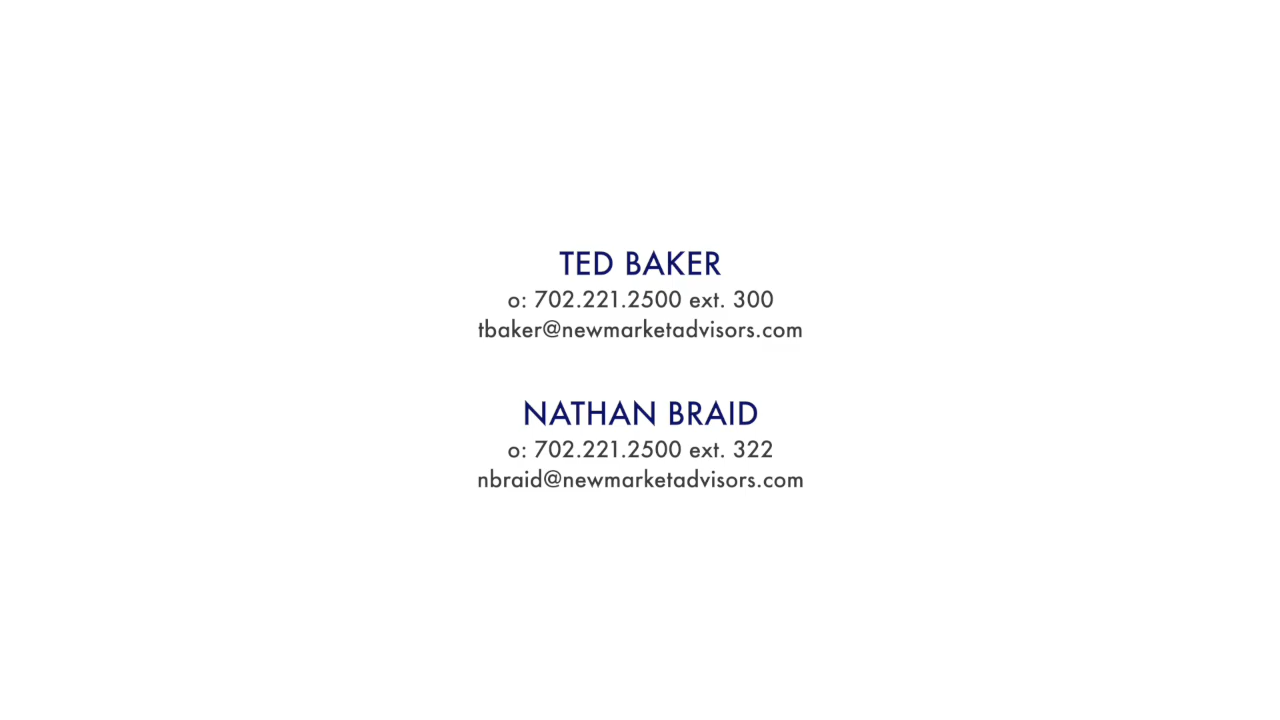 TED BAKER
o: 702.221.2500 ext. 300
tbaker@newmarketadvisors.com
NATHAN BRAID
o: 702.221.2500 ext. 322
nbraid@newmarketadvisors.com